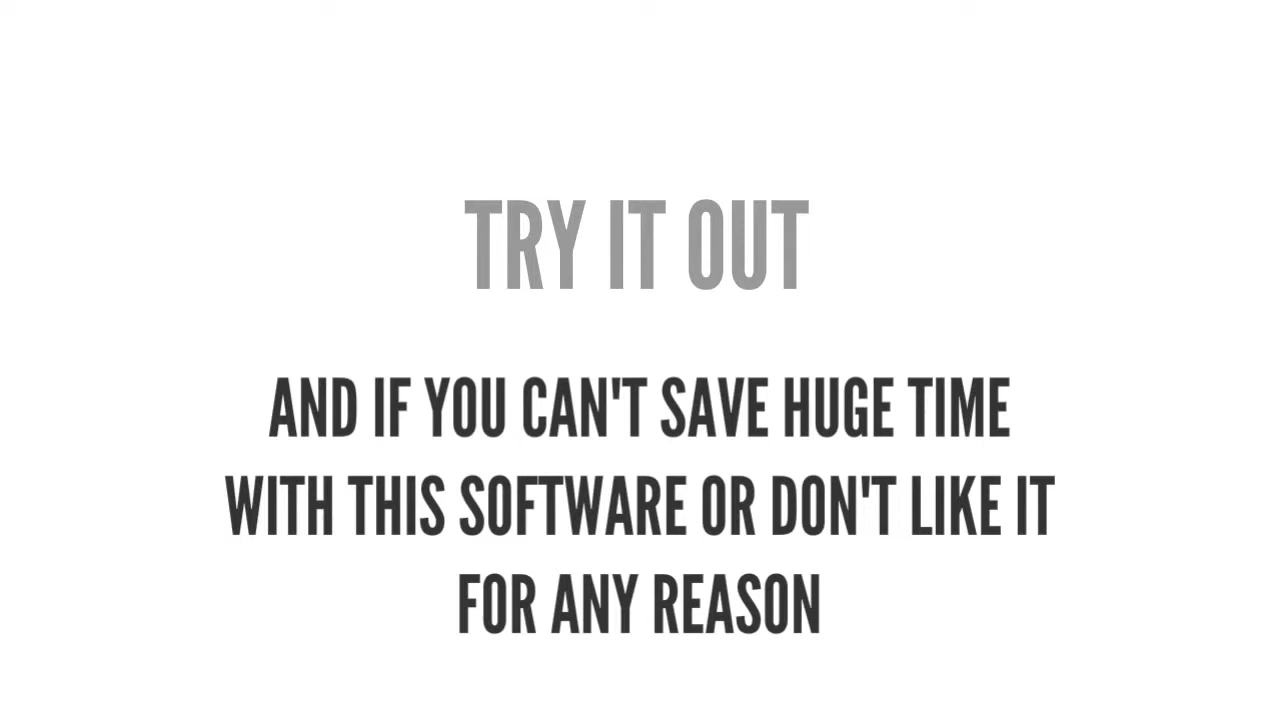 TRY IT OUT
AND IF YOU CAN'T SAVE HUGE TIME
WITH THIS SOFTWARE OR DON'T LIKE IT
FOR ANY REASON